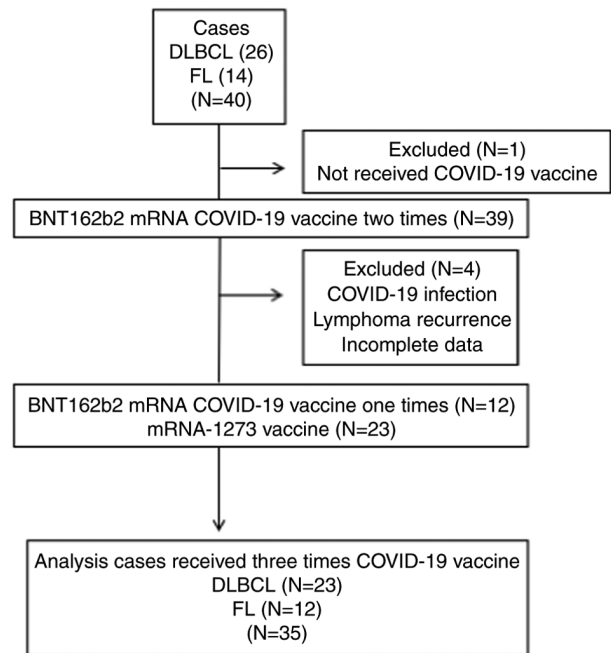 Cases
DLBCL (26)
FL (14)
(N=40)
Excluded (N=1)
Not received COVID-19 vaccine
BNT162b2 mRNA COVID-19 vaccine two times (N=39)
Excluded (N=4)
COVID-19 infection
Lymphoma recurrence
Incomplete data
BNT162b2 mRNA COVID-19 vaccine one times (N=12)
mRNA-1273 vaccine (N=23)
Analysis cases received three times COVID-19 vaccine
DLBCL (N=23)
FL (N=12)
(N=35)